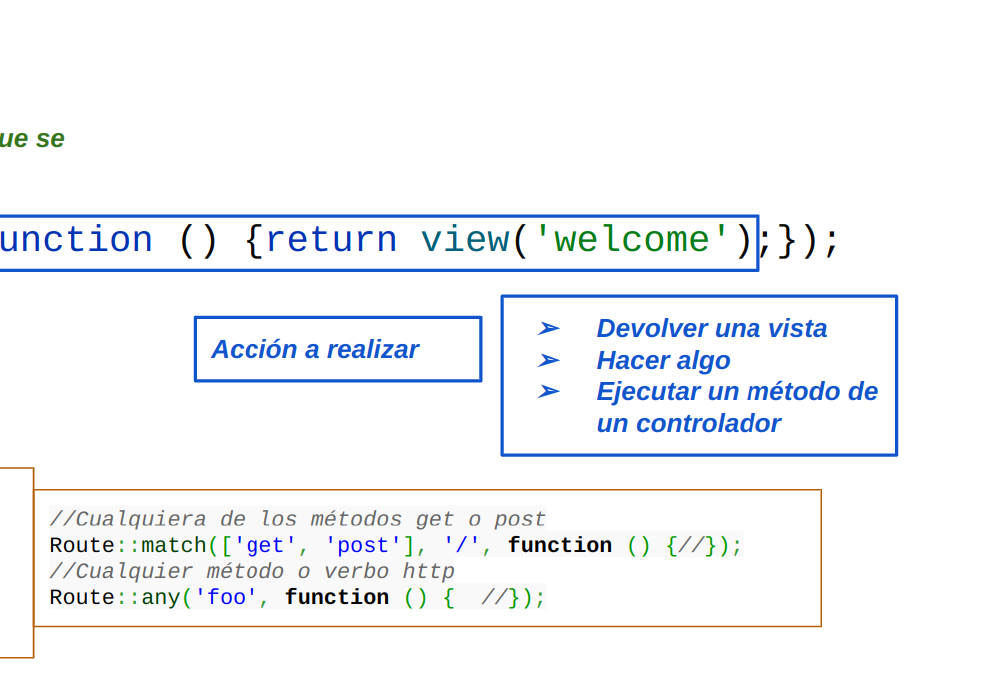 ue se
unction () {return view('welcome');});
Acción a realizar
➢ Devolver una vista
➢ Hacer algo
➢ Ejecutar un método de
un controlador
//Cualquiera de los métodos get o post
Route::match(['get', 'post'], '/', function () {//});
//Cualquier método o verbo http
Route::any('foo', function () {  //});